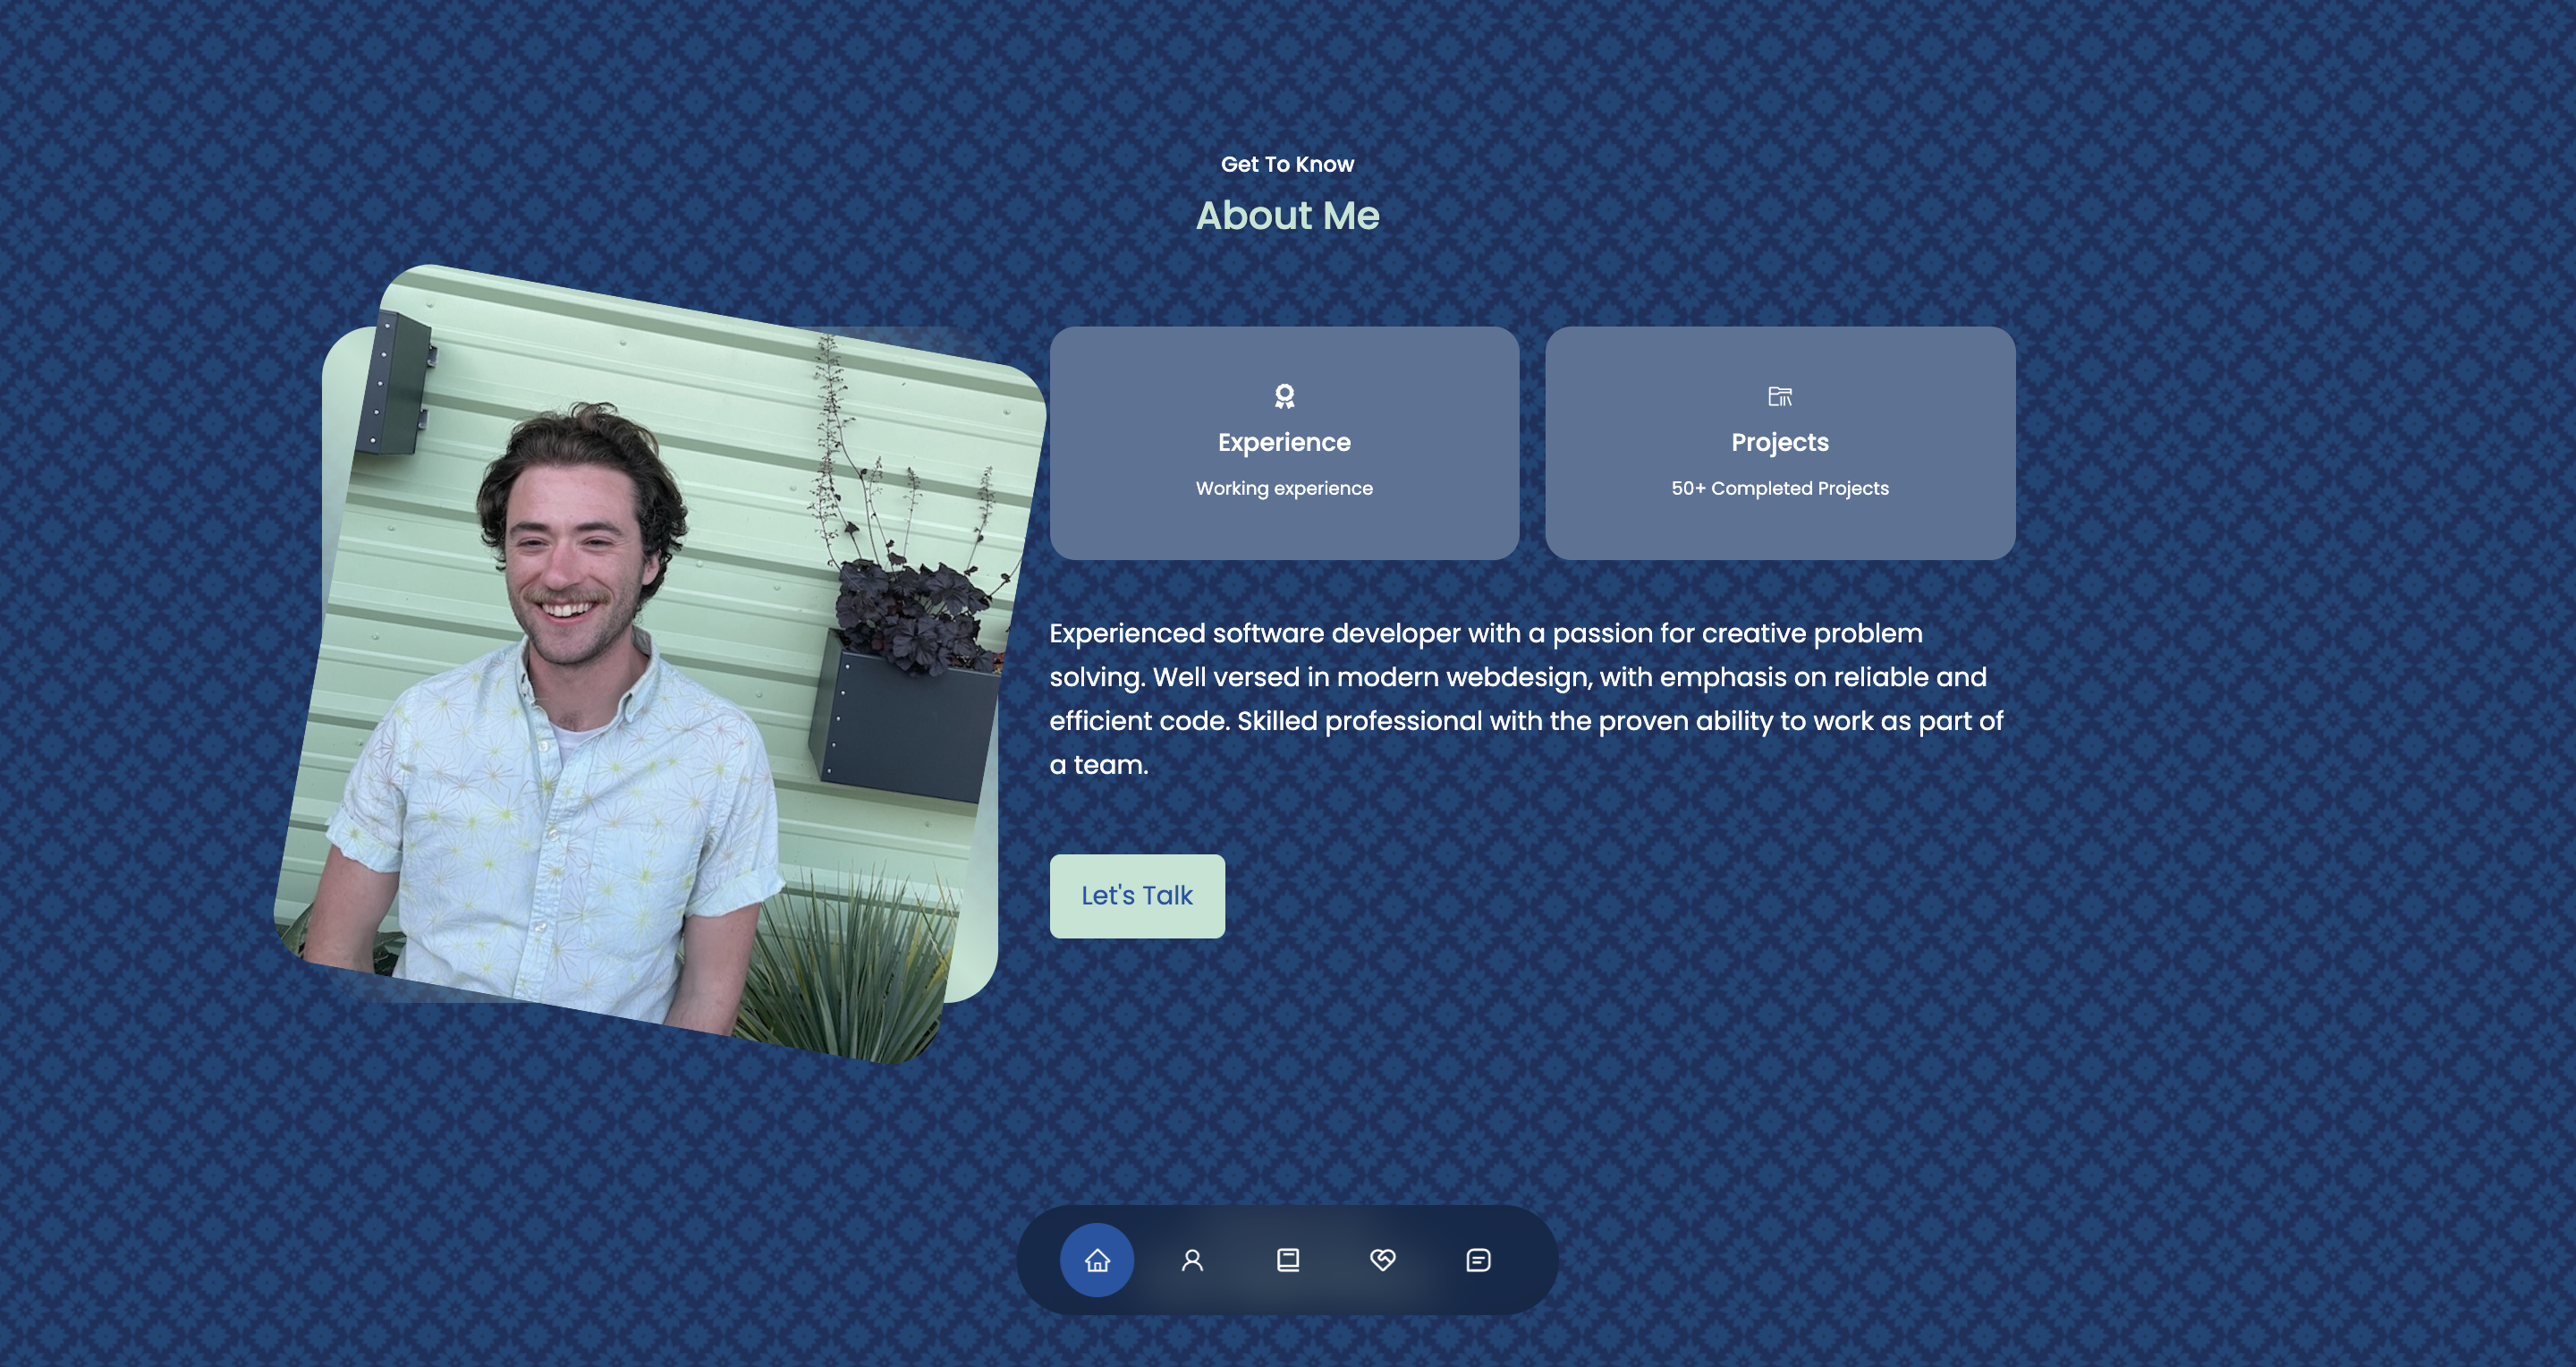 Get To Know
About Me
Experience
Working experience
Projects
50+ Completed Projects
Experienced software developer with a passion for creative problem
solving. Well versed in modern webdesign, with emphasis on reliable and
efficient code. Skilled professional with the proven ability to work as part of
a team.
Let's Talk